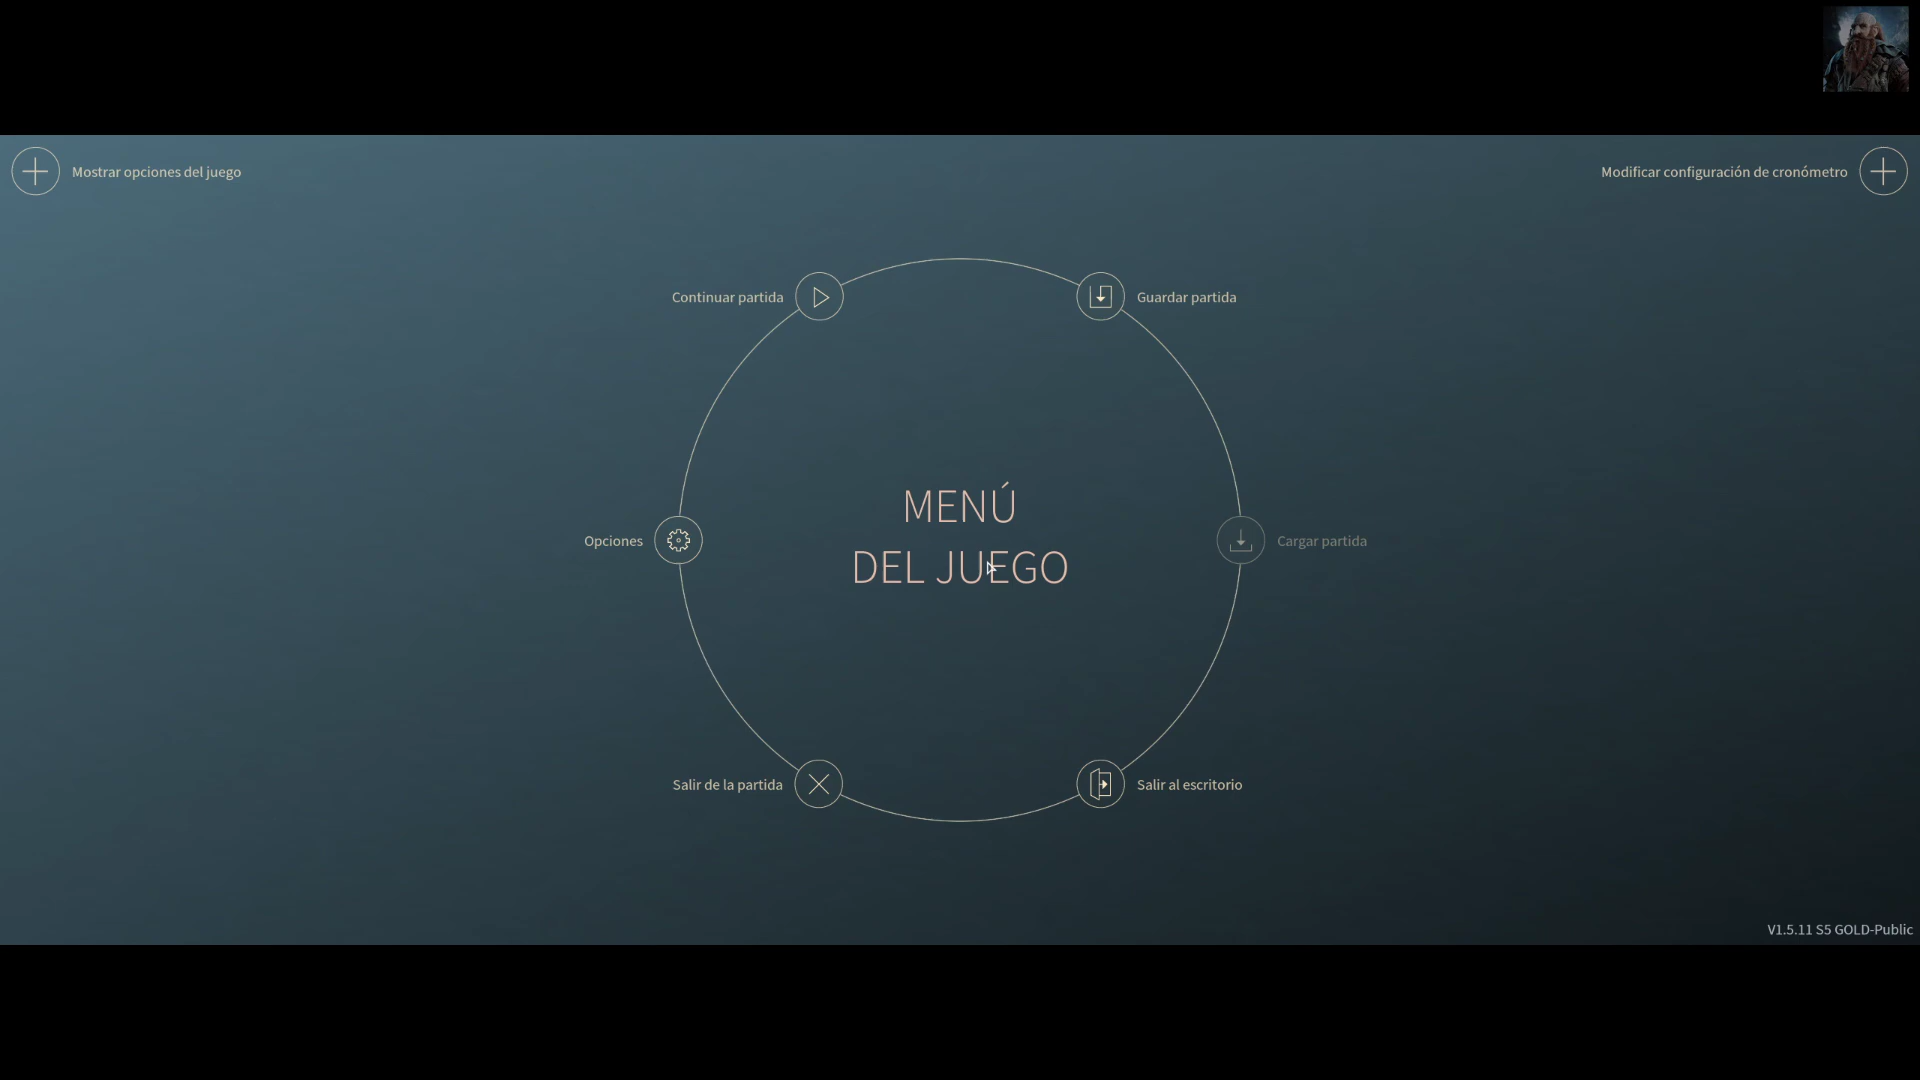 Mostrar opciones del juego
Modificar configuración de cronómetro
Continuar partida
Guardar partida
MENÚ
DEL JUEGO
Opciones
Cargar partida
Salir de la partida
Salir al escritorio
V1.5.11 S5 GOLD-Public